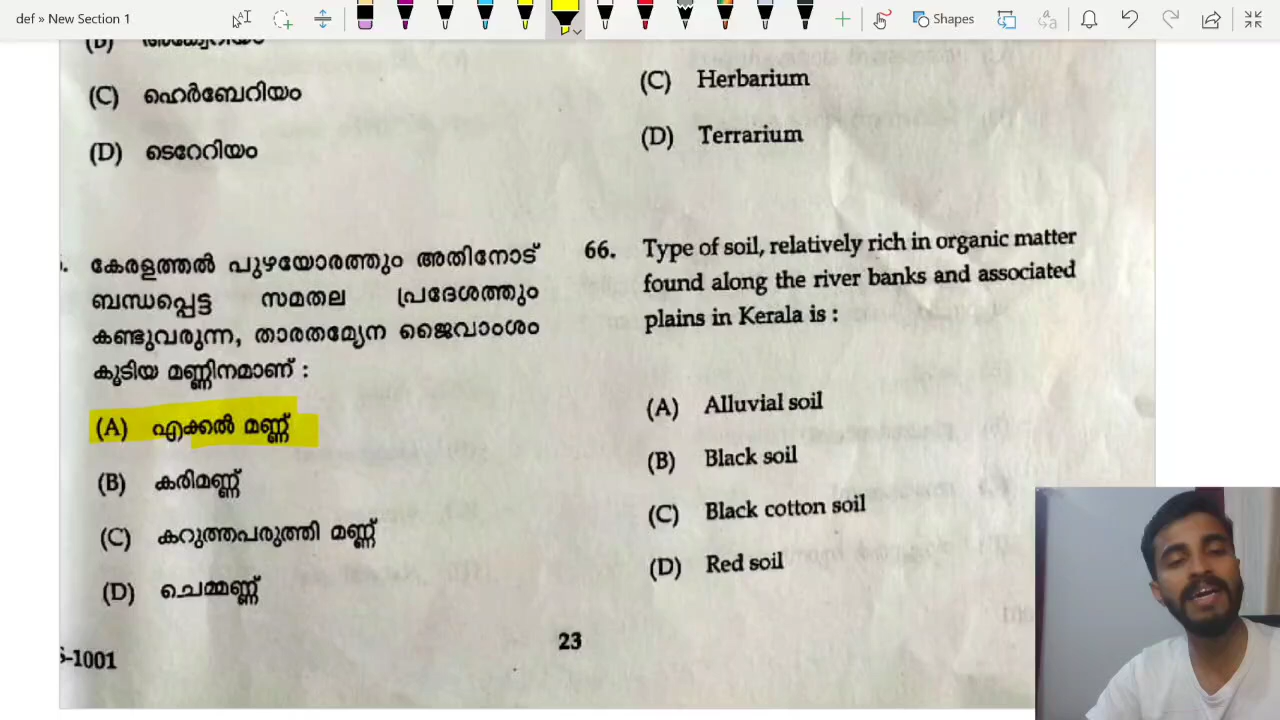 def » New Section 1
Shapes
(B) അക്വേറിയം
(C) ഹെർബേറിയം
(D) ടെറേറിയം
(C) Herbarium
(D) Terrarium
കേരളത്തൽ പുഴയോരത്തും അതിനോട്
ബന്ധപ്പെട്ട സമതല പ്രദേശത്തും
കണ്ടുവരുന്ന, താരതമ്യേന ജൈവാംശം
കൂടിയ മണ്ണിനമാണ് :
(A) എക്കൽ മണ്ണ്
(B) കരിമണ്ണ്
(C) കറുത്തപരുത്തി മണ്ണ്
(D) ചെമ്മണ്ണ്
66. Type of soil, relatively rich in organic matter
found along the river banks and associated
plains in Kerala is :
(A) Alluvial soil
(B) Black soil
(C) Black cotton soil
(D) Red soil
23
-1001